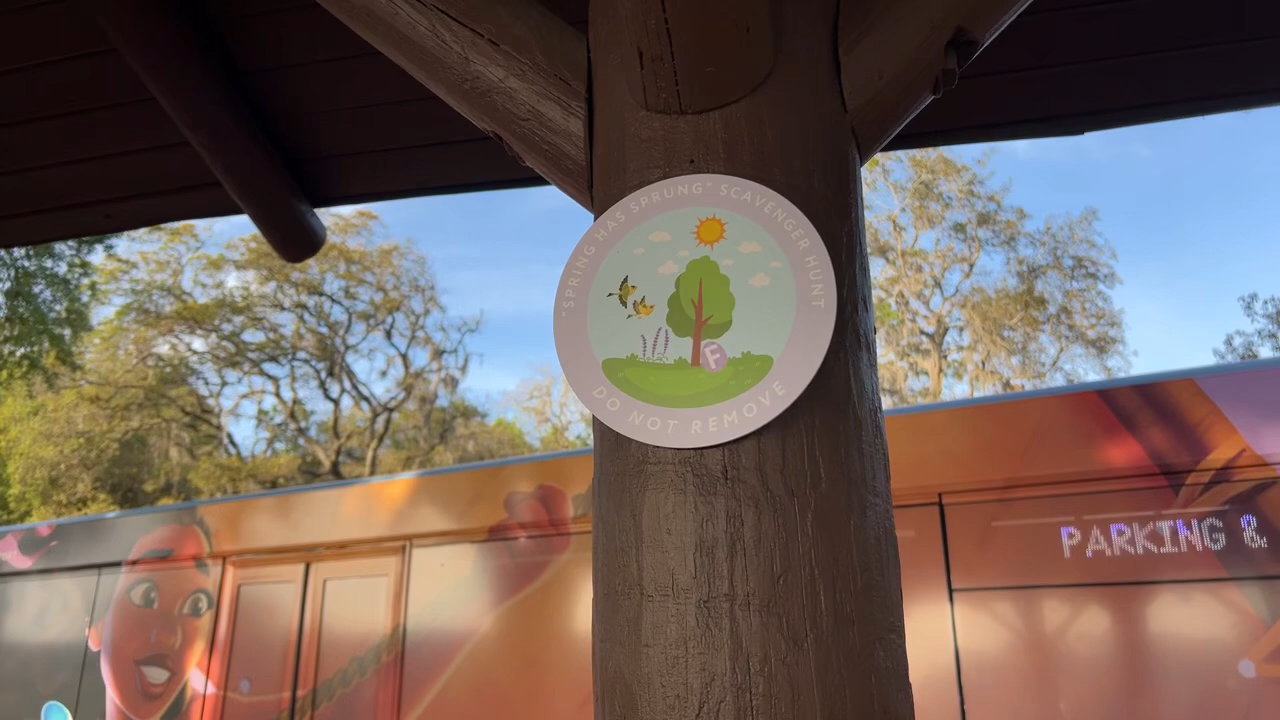 "SPRING HAS SPRUNG" SCAVENGER HUNT
F
DO NOT REMOVE
PARKING &